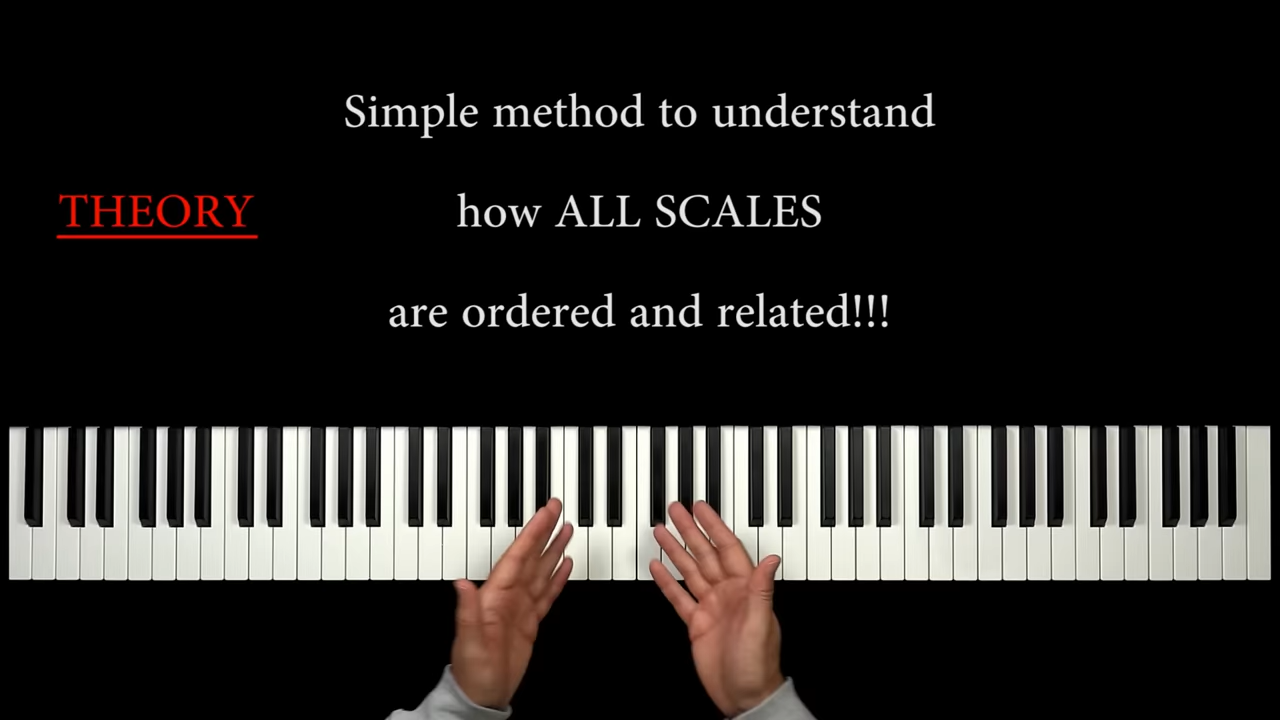 Simple method to understand
THEORY
how ALL SCALES
are ordered and related!!!